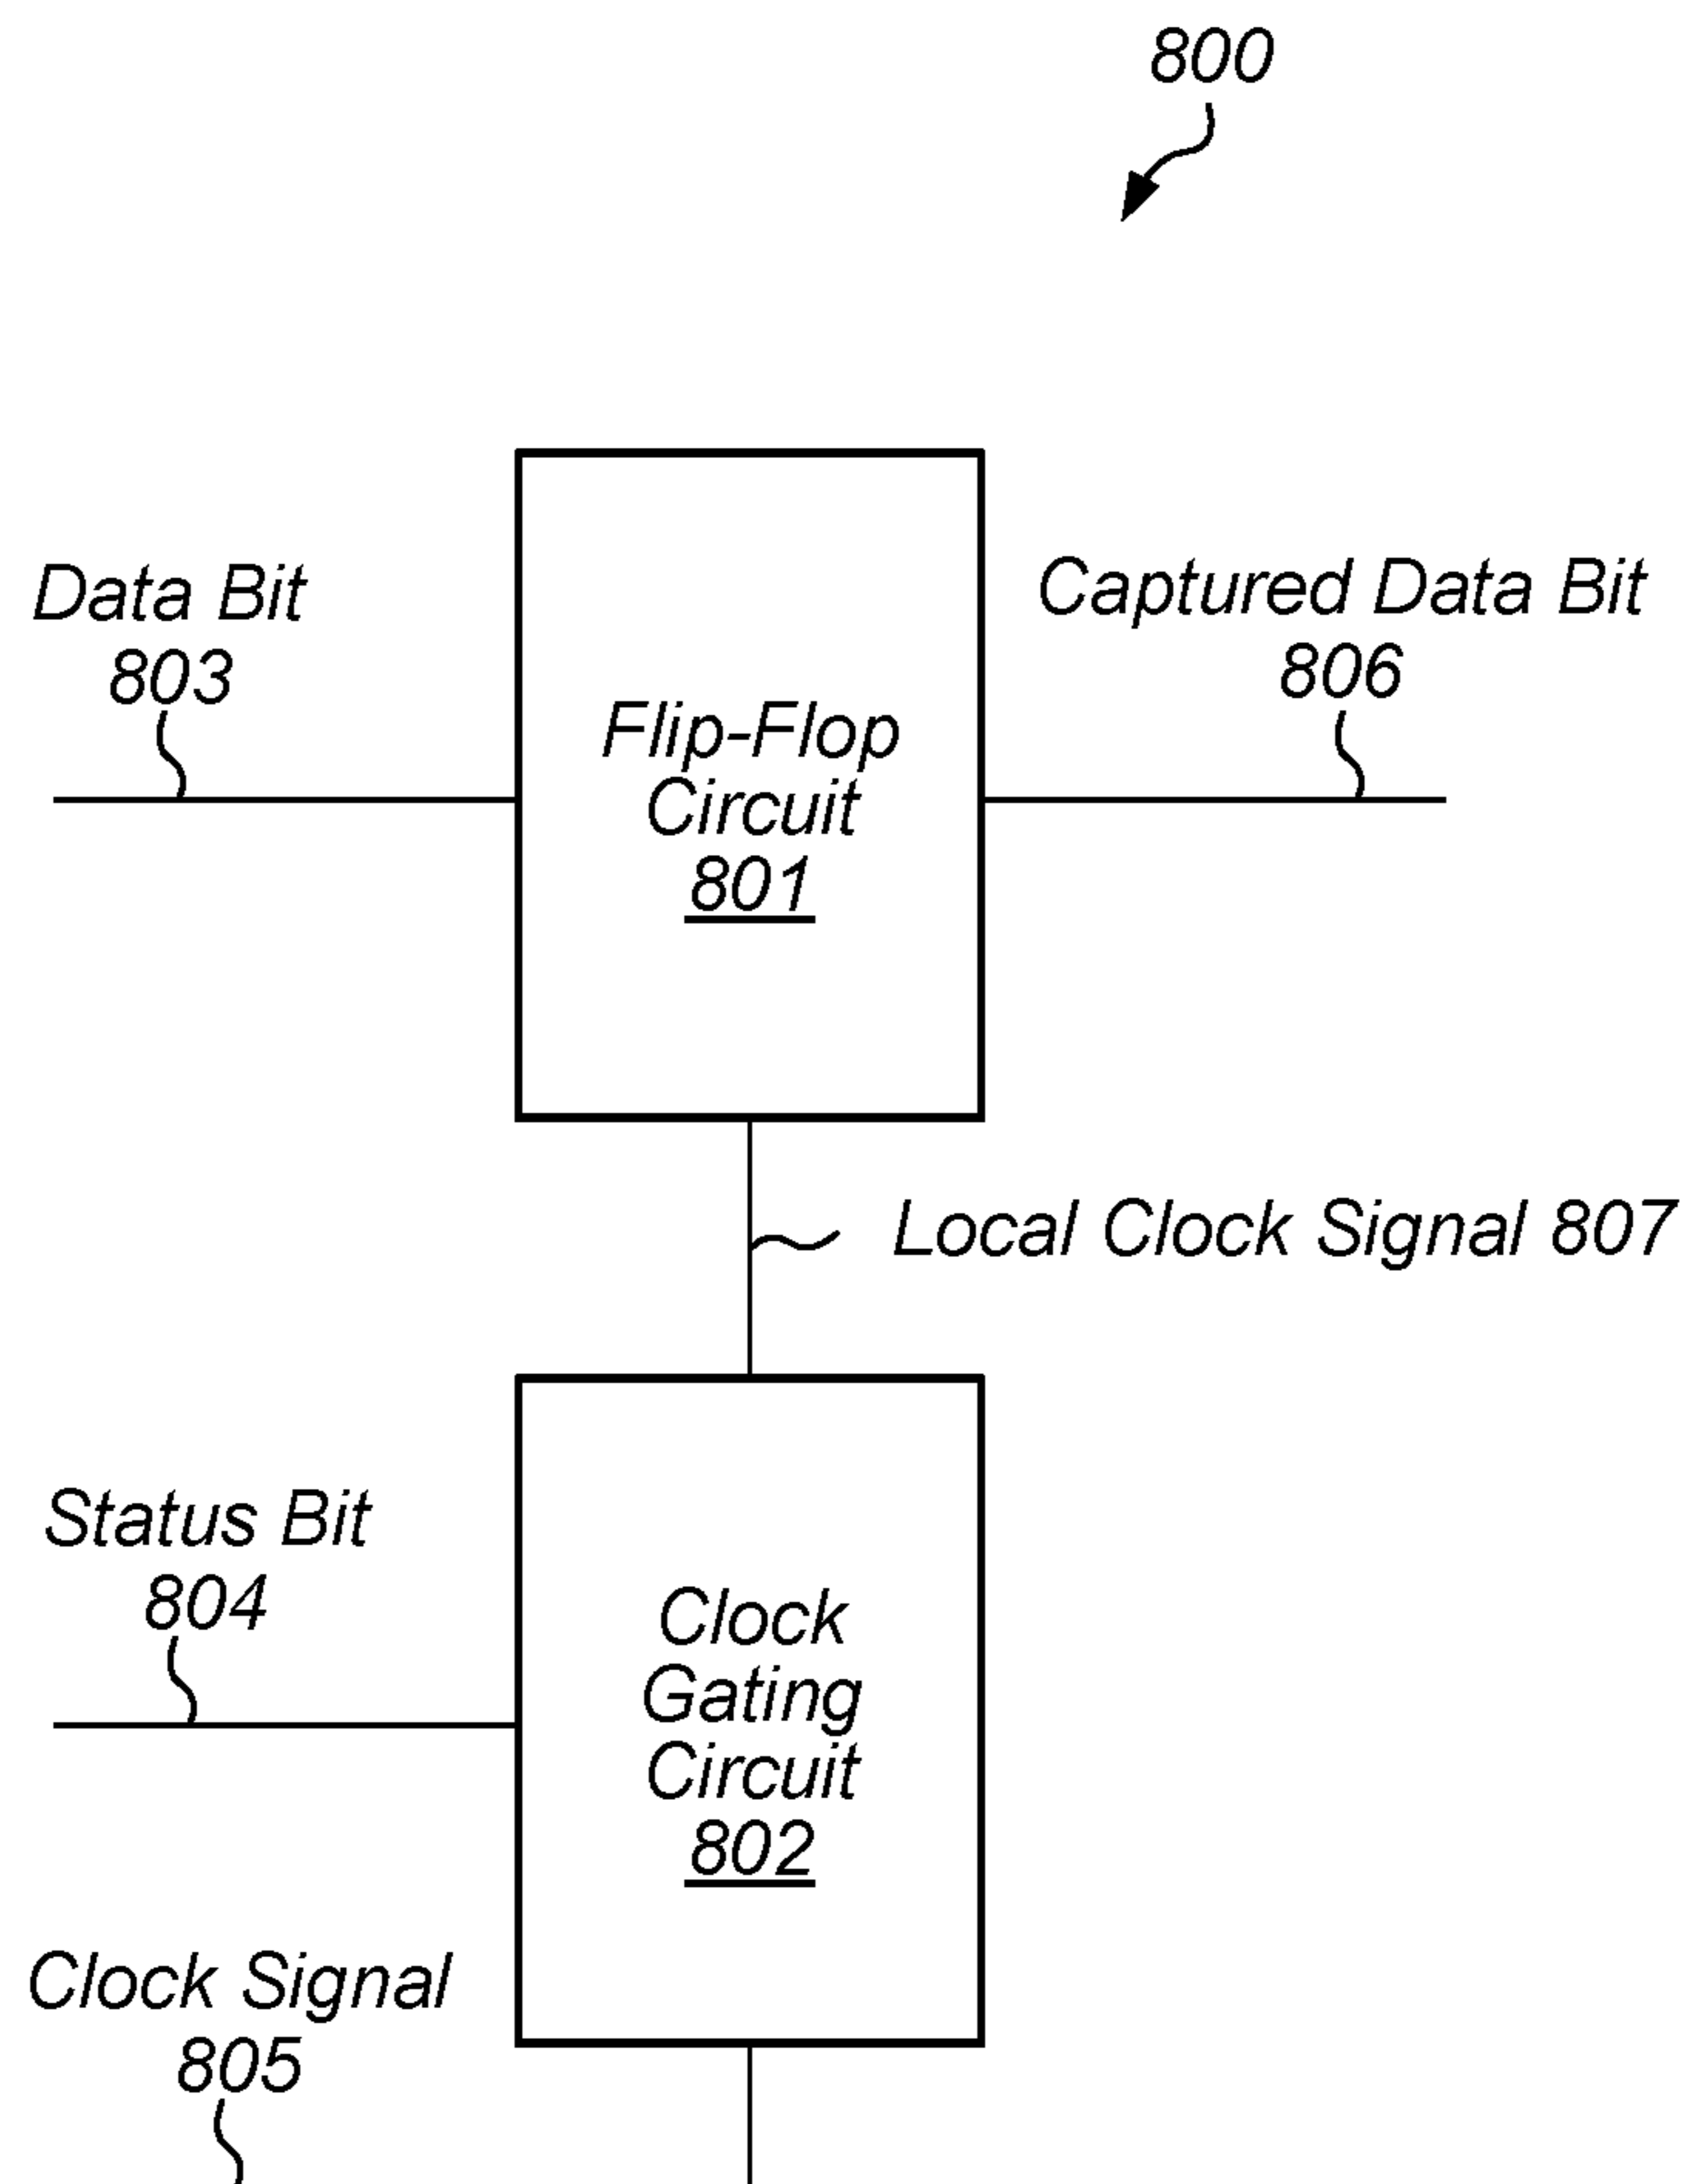 800
Data Bit
803
Captured Data Bit
806
Flip-Flop
Circuit
801
Local Clock Signal 807
Status Bit
804
Clock
Gating
Circuit
802
Clock Signal
805